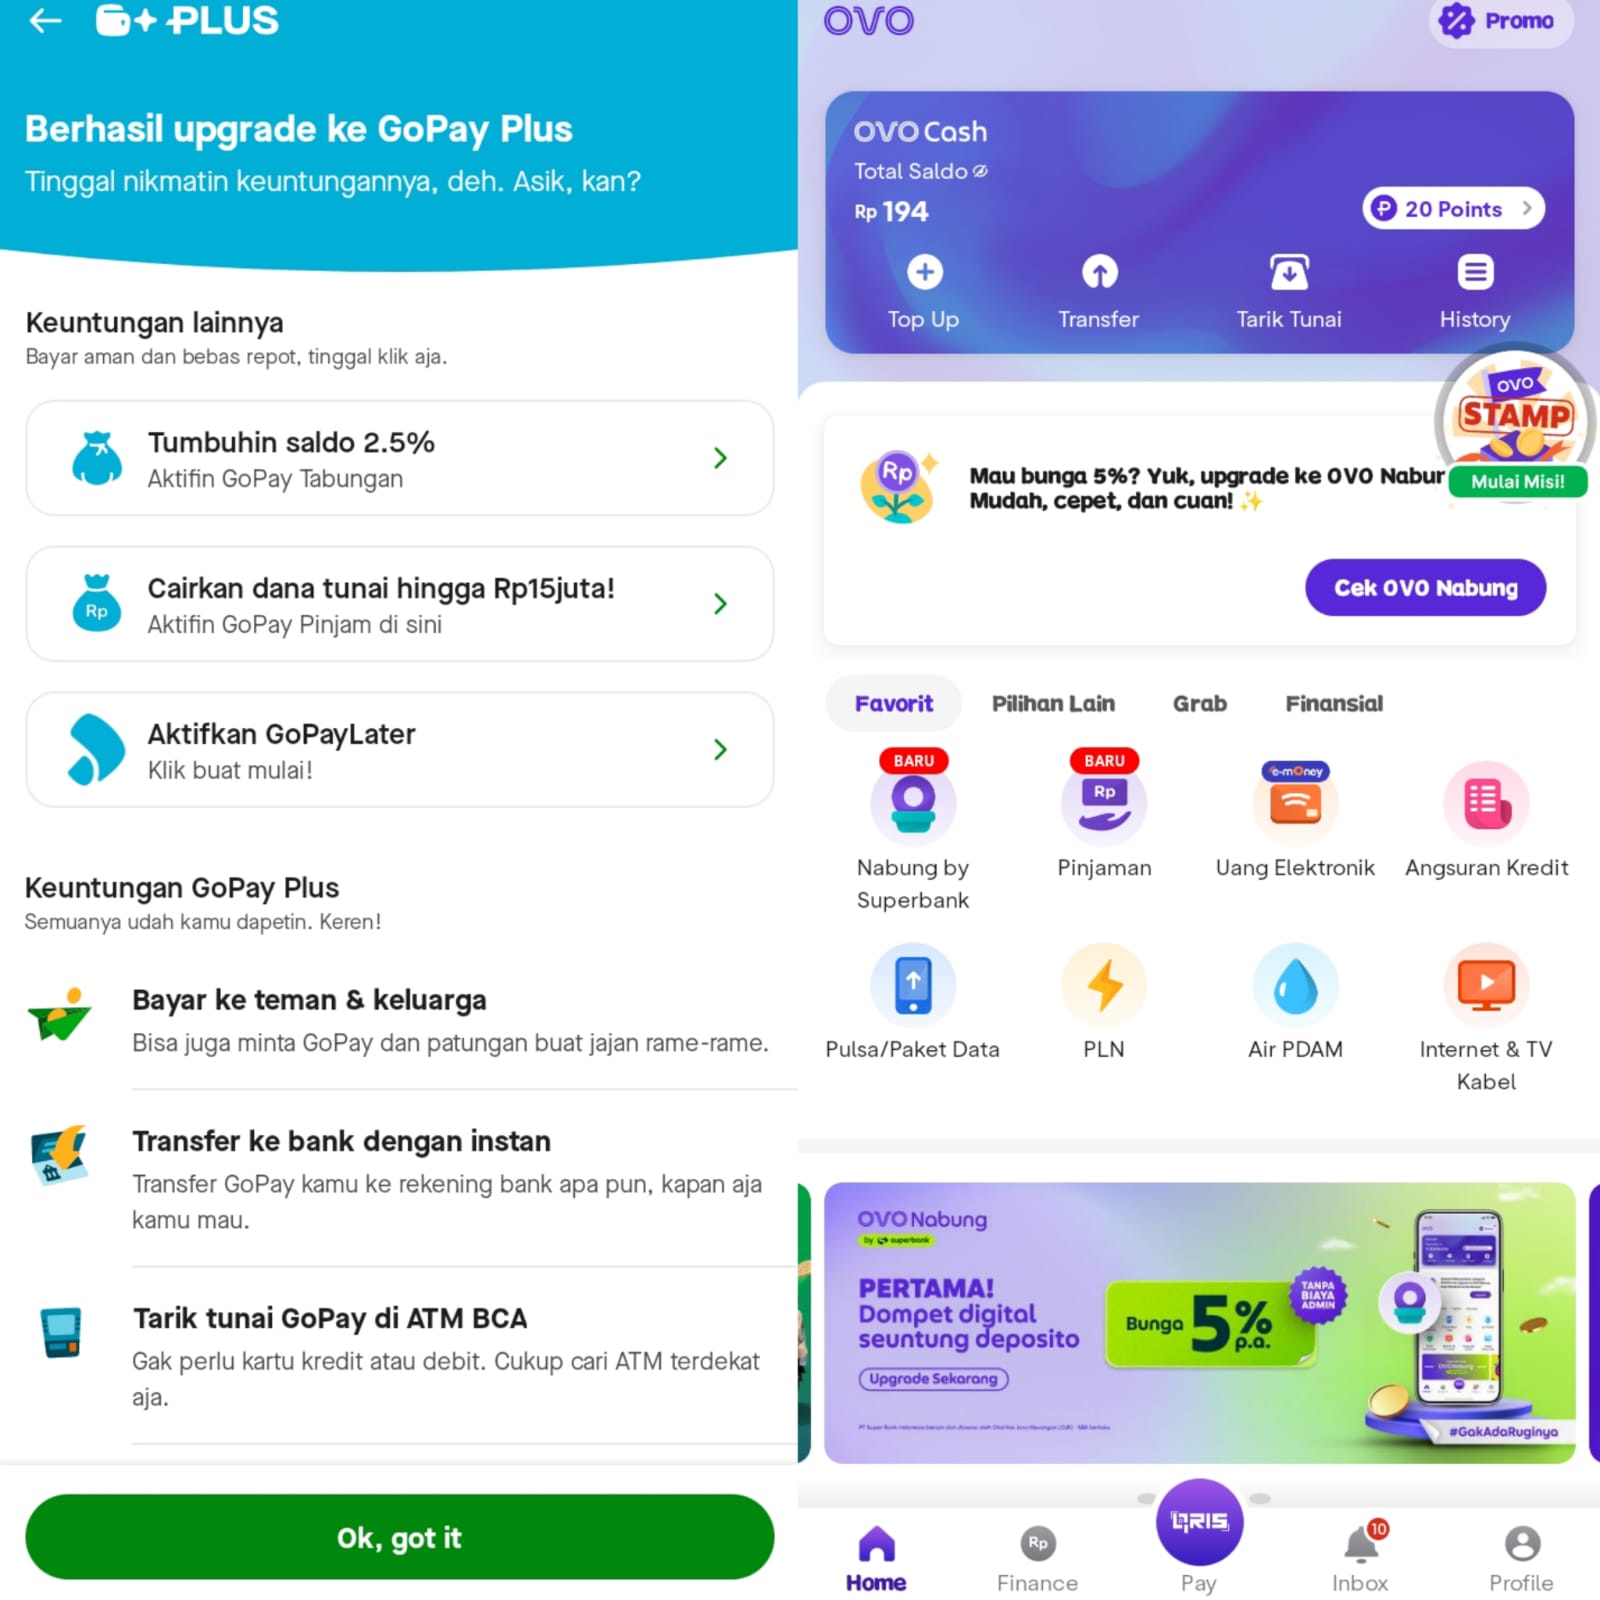 PLUS
Berhasil upgrade ke GoPay Plus
Tinggal nikmatin keuntungannya, deh. Asik, kan?
Keuntungan lainnya
Bayar aman dan bebas repot, tinggal klik aja.
Tumbuhin saldo 2.5%
Aktifin GoPay Tabungan
Rp
Cairkan dana tunai hingga Rp15juta!
Aktifin GoPay Pinjam di sini
Aktifkan GoPayLater
Klik buat mulai!
Keuntungan GoPay Plus
Semuanya udah kamu dapetin. Keren!
Bayar ke teman & keluarga
Bisa juga minta GoPay dan patungan buat jajan rame-rame.
Transfer ke bank dengan instan
Transfer GoPay kamu ke rekening bank apa pun, kapan aja
kamu mau.
Tarik tunai GoPay di ATM BCA
Gak perlu kartu kredit atau debit. Cukup cari ATM terdekat
aja.
Ok, got it
OVO
Promo
OVO Cash
Total Saldo
Rp 194
20 Points
Top Up
Transfer
Tarik Tunai
History
OVO
STAMP
Mulai Misi!
Rp
Mau bunga 5%? Yuk, upgrade ke OVO Nabun
Mudah, cepet, dan cuan! ✨
Cek OVO Nabung
Favorit
Pilihan Lain
Grab
Finansial
BARU
BARU
e-money
Rp
Nabung by
Superbank
Pinjaman
Uang Elektronik
Angsuran Kredit
Pulsa/Paket Data
PLN
Air PDAM
Internet & TV
Kabel
OVO Nabung
by superbank
PERTAMA!
Dompet digital
seuntung deposito
Upgrade Sekarang
Bunga 5% p.a.
TANPA
BIAYA
ADMIN
#GakAdaRuginya
Home
Rp
Finance
QRIS
Pay
10
Inbox
Profile